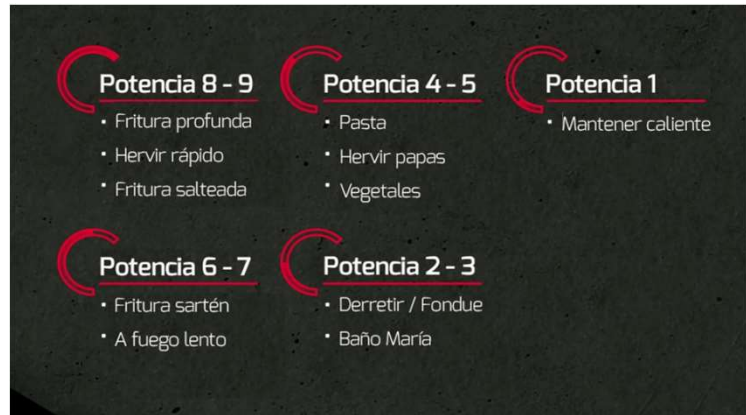 Potencia 8 - 9
• Fritura profunda
• Hervir rápido
• Fritura salteada
Potencia 6 - 7
• Fritura sartén
• A fuego lento
Potencia 4 - 5
• Pasta
• Hervir papas
• Vegetales
Potencia 2 - 3
• Derretir / Fondue
• Baño María
Potencia 1
• Mantener caliente